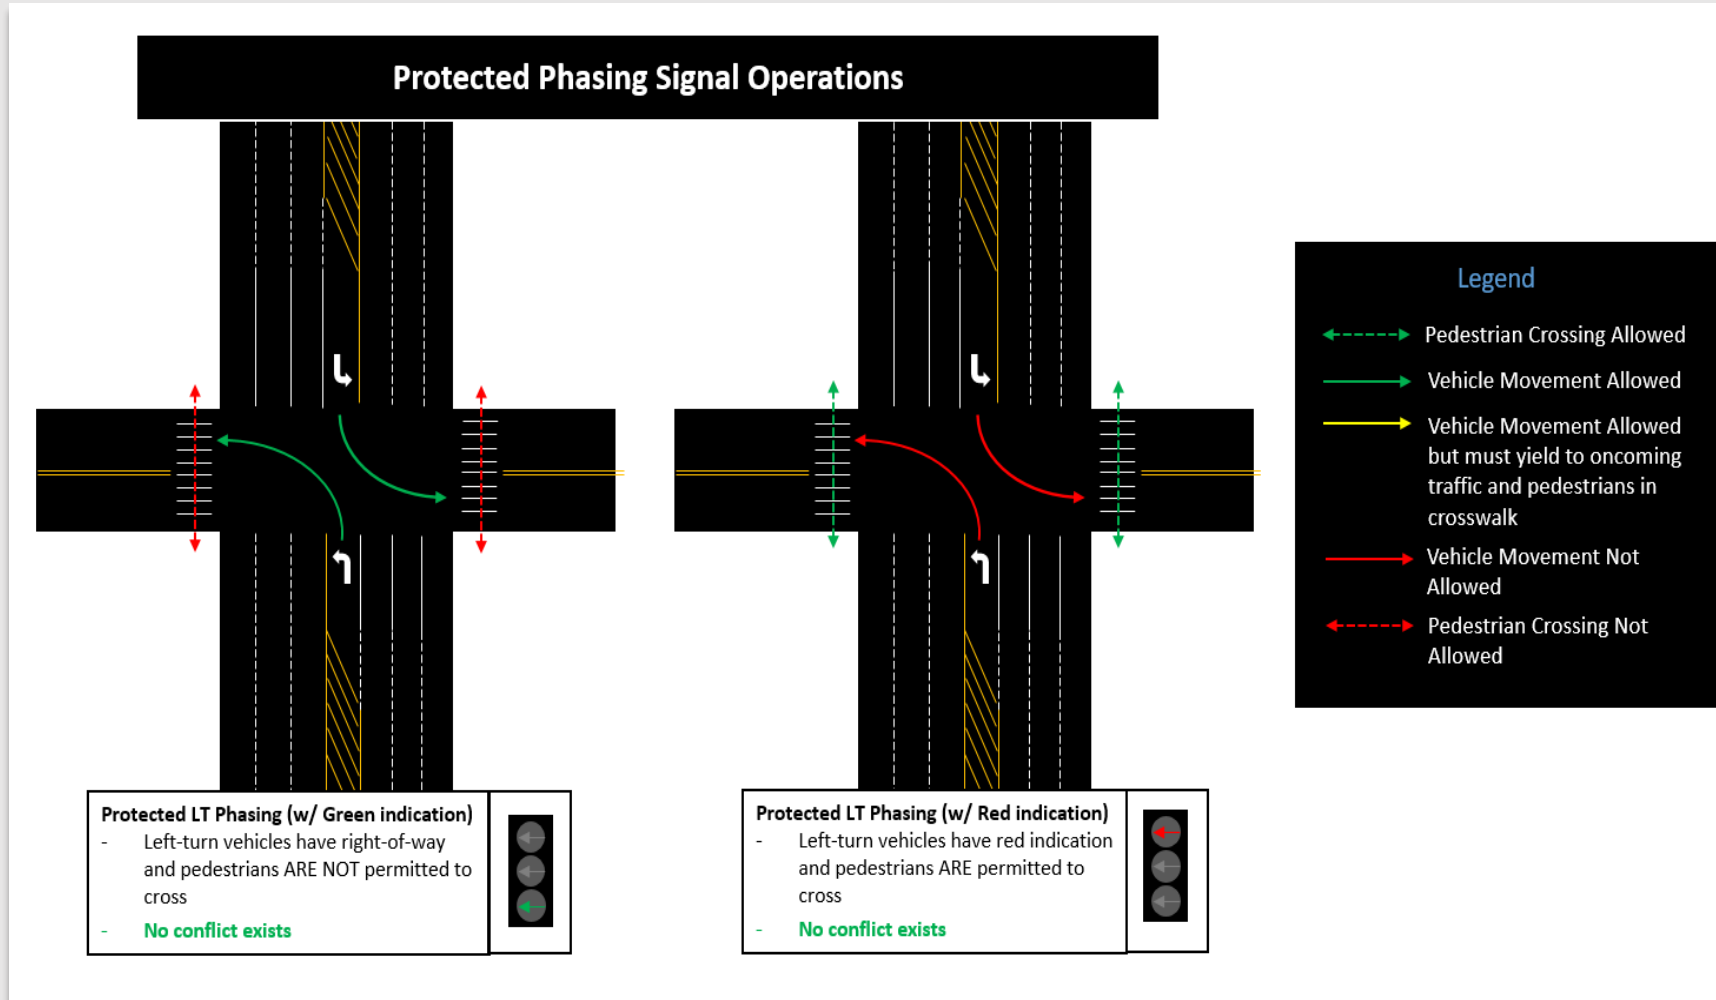 Protected Phasing Signal Operations
Legend
Pedestrian Crossing Allowed
Vehicle Movement Allowed
Vehicle Movement Allowed
but must yield to oncoming
traffic and pedestrians in
crosswalk
Vehicle Movement Not
Allowed
Pedestrian Crossing Not
Allowed
Protected LT Phasing (w/ Green indication)
- Left-turn vehicles have right-of-way
and pedestrians ARE NOT permitted to
cross
- No conflict exists
Protected LT Phasing (w/ Red indication)
- Left-turn vehicles have red indication
and pedestrians ARE permitted to
cross
- No conflict exists